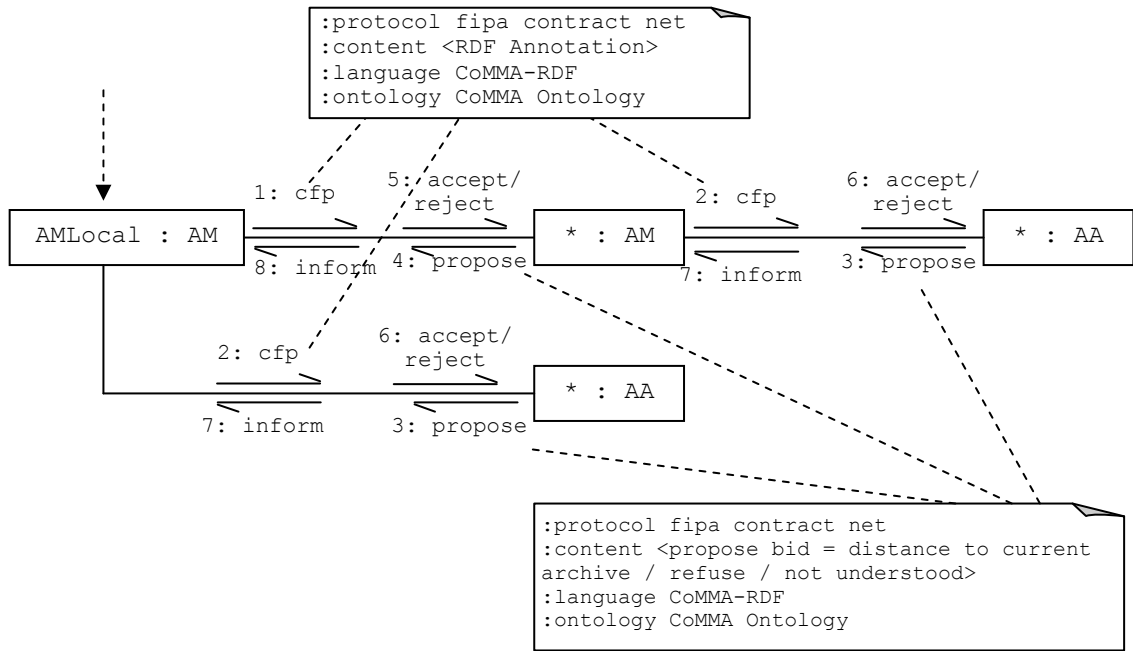 :protocol fipa contract net
:content <RDF Annotation>
:language CoMMA-RDF
:ontology CoMMA Ontology
1: cfp
5: accept/
reject
2: cfp
6: accept/
reject
AMLocal : AM
* : AM
* : AA
8: inform
4: propose
7: inform
3: propose
2: cfp
6: accept/
reject
* : AA
7: inform
3: propose
:protocol fipa contract net
:content <propose bid = distance to current
archive / refuse / not understood>
:language CoMMA-RDF
:ontology CoMMA Ontology